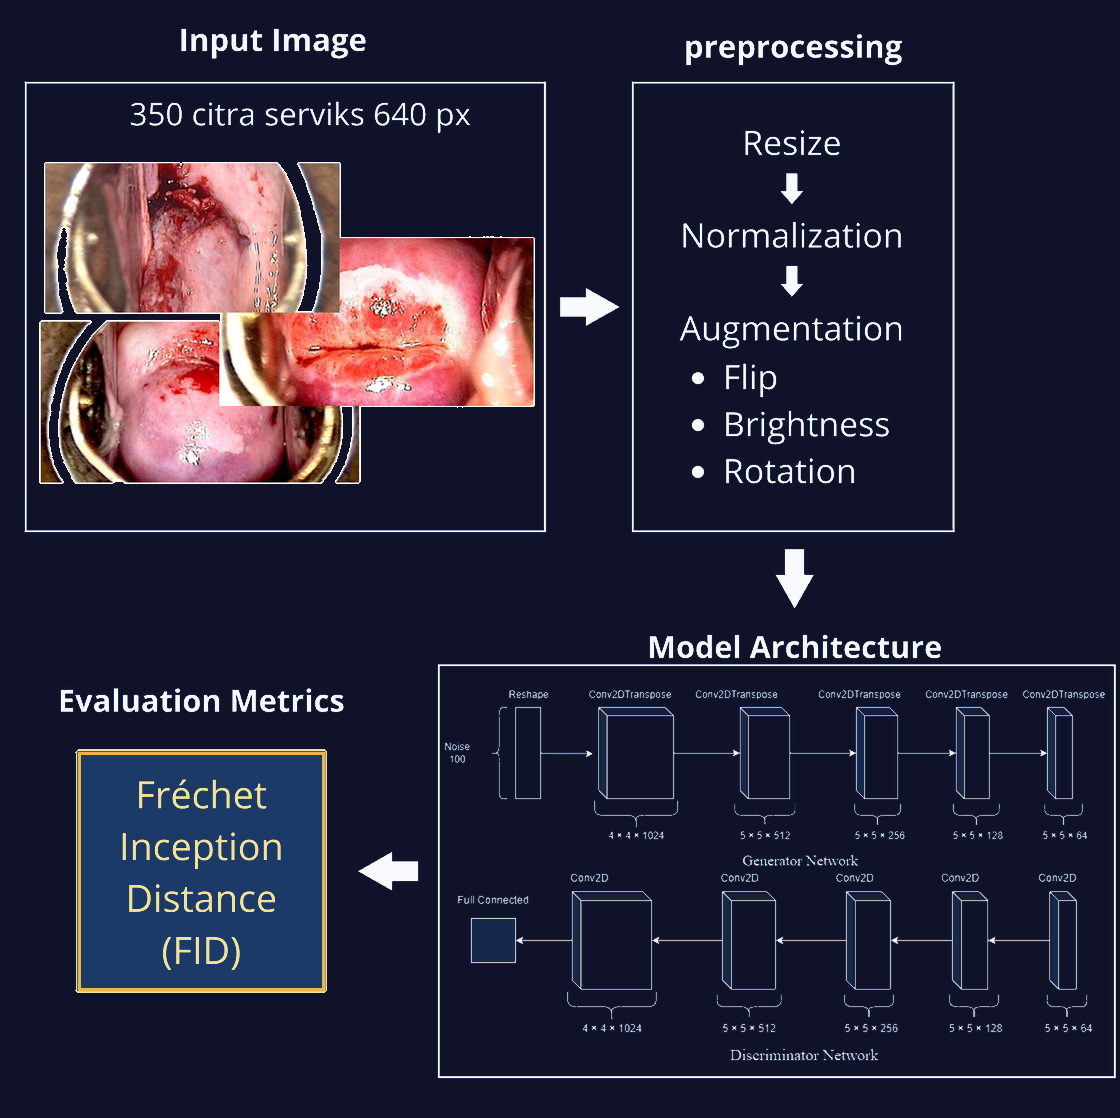 Input Image
350 citra serviks 640 px
preprocessing
Resize
Normalization
Augmentation
• Flip
• Brightness
• Rotation
Model Architecture
Reshape
Conv2DTranspose
Conv2DTranspose
Conv2DTranspose
Conv2DTranspose
Conv2DTranspose
Noise
100
4 × 4 × 1024
5 × 5 × 512
5 × 5 × 256
5 × 5 × 128
5 × 5 × 64
Generator Network
Full Connected
Conv2D
Conv2D
Conv2D
Conv2D
Conv2D
4 × 4 × 1024
5 × 5 × 512
5 × 5 × 256
5 × 5 × 128
5 × 5 × 64
Discriminator Network
Evaluation Metrics
Fréchet
Inception
Distance
(FID)